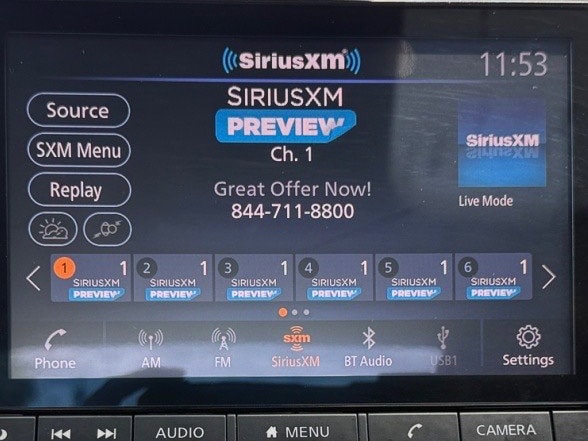 SiriusXM
11:53
Source
SXM Menu
Replay
SIRIUSXM
PREVIEW
Ch. 1
Great Offer Now!
844-711-8800
SiriusXM
Live Mode
1 1
SIRIUSXM
PREVIEW
2 1
SIRIUSXM
PREVIEW
3 1
SIRIUSXM
PREVIEW
4 1
SIRIUSXM
PREVIEW
5 1
SIRIUSXM
PREVIEW
6 1
SIRIUSXM
PREVIEW
Phone
AM
FM
sxm
SiriusXM
BT Audio
USB1
Settings
AUDIO
MENU
CAMERA